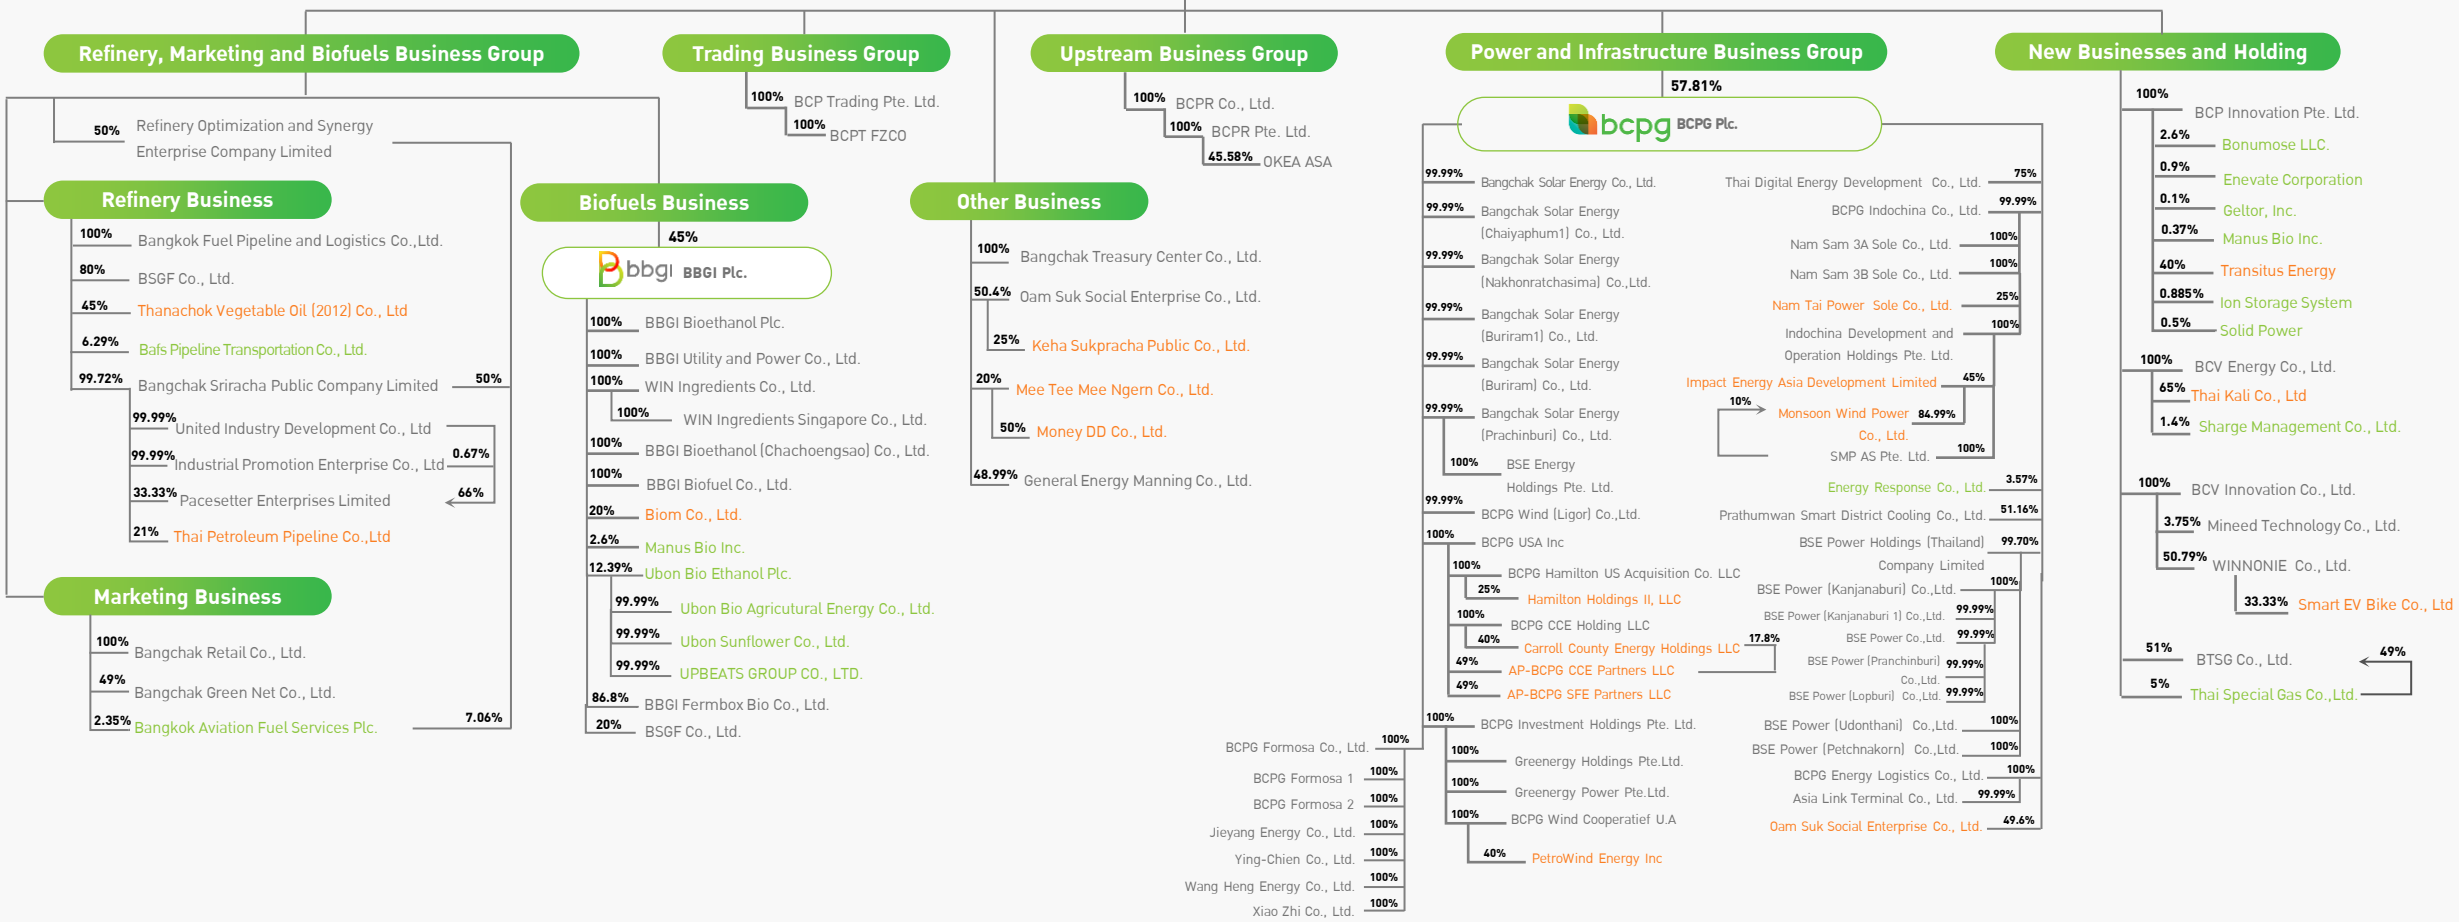 Refinery, Marketing and Biofuels Business Group
50%
Refinery Optimization and Synergy
Enterprise Company Limited
Refinery Business
100%
Bangkok Fuel Pipeline and Logistics Co.,Ltd.
80%
BSGF Co., Ltd.
45%
Thanachok Vegetable Oil (2012) Co., Ltd
6.29%
Bafs Pipeline Transportation Co., Ltd.
99.72%
Bangchak Sriracha Public Company Limited
50%
99.99%
United Industry Development Co., Ltd
99.99%
Industrial Promotion Enterprise Co., Ltd
0.67%
33.33%
Pacesetter Enterprises Limited
66%
21%
Thai Petroleum Pipeline Co.,Ltd
Marketing Business
100%
Bangchak Retail Co., Ltd.
49%
Bangchak Green Net Co., Ltd.
2.35%
Bangkok Aviation Fuel Services Plc.
7.06%
Biofuels Business
45%
bbgi BBGI Plc.
100%
BBGI Bioethanol Plc.
100%
BBGI Utility and Power Co., Ltd.
100%
WIN Ingredients Co., Ltd.
100%
WIN Ingredients Singapore Co., Ltd.
100%
BBGI Bioethanol (Chachoengsao) Co., Ltd.
100%
BBGI Biofuel Co., Ltd.
20%
Biom Co., Ltd.
2.6%
Manus Bio Inc.
12.39%
Ubon Bio Ethanol Plc.
99.99%
Ubon Bio Agricutural Energy Co., Ltd.
99.99%
Ubon Sunflower Co., Ltd.
99.99%
UPBEATS GROUP CO., LTD.
86.8%
BBGI Fermbox Bio Co., Ltd.
20%
BSGF Co., Ltd.
Trading Business Group
100%
BCP Trading Pte. Ltd.
100%
BCPT FZCO
Other Business
100%
Bangchak Treasury Center Co., Ltd.
50.4%
Oam Suk Social Enterprise Co., Ltd.
25%
Keha Sukpracha Public Co., Ltd.
20%
Mee Tee Mee Ngern Co., Ltd.
50%
Money DD Co., Ltd.
48.99%
General Energy Manning Co., Ltd.
Upstream Business Group
100%
BCPR Co., Ltd.
100%
BCPR Pte. Ltd.
45.58%
OKEA ASA
Power and Infrastructure Business Group
57.81%
bcpg BCPG Plc.
99.99%
Bangchak Solar Energy Co., Ltd.
99.99%
Bangchak Solar Energy
(Chaiyaphum1) Co., Ltd.
99.99%
Bangchak Solar Energy
(Nakhonratchasima) Co.,Ltd.
99.99%
Bangchak Solar Energy
(Buriram1) Co., Ltd.
99.99%
Bangchak Solar Energy
(Buriram) Co., Ltd.
99.99%
Bangchak Solar Energy
(Prachinburi) Co., Ltd.
100%
BSE Energy
Holdings Pte. Ltd.
99.99%
BCPG Wind (Ligor) Co.,Ltd.
100%
BCPG USA Inc
100%
BCPG Hamilton US Acquisition Co. LLC
25%
Hamilton Holdings II, LLC
100%
BCPG CCE Holding LLC
40%
Carroll County Energy Holdings LLC
17.8%
49%
AP-BCPG CCE Partners LLC
49%
AP-BCPG SFE Partners LLC
100%
BCPG Investment Holdings Pte. Ltd.
100%
Greenergy Holdings Pte.Ltd.
100%
Greenergy Power Pte.Ltd.
100%
BCPG Wind Cooperatief U.A
40%
PetroWind Energy Inc
BCPG Formosa Co., Ltd.
100%
BCPG Formosa 1
100%
BCPG Formosa 2
100%
Jieyang Energy Co., Ltd.
100%
Ying-Chien Co., Ltd.
100%
Wang Heng Energy Co., Ltd.
100%
Xiao Zhi Co., Ltd.
100%
Thai Digital Energy Development Co., Ltd.
75%
BCPG Indochina Co., Ltd.
99.99%
Nam Sam 3A Sole Co., Ltd.
100%
Nam Sam 3B Sole Co., Ltd.
100%
Nam Tai Power Sole Co., Ltd.
25%
Indochina Development and
Operation Holdings Pte. Ltd.
100%
Impact Energy Asia Development Limited
45%
10%
Monsoon Wind Power
Co., Ltd.
84.99%
SMP AS Pte. Ltd.
100%
Energy Response Co., Ltd.
3.57%
Prathumwan Smart District Cooling Co., Ltd.
51.16%
BSE Power Holdings (Thailand)
Company Limited
99.70%
BSE Power (Kanjanaburi) Co.,Ltd.
100%
BSE Power (Kanjanaburi 1) Co.,Ltd.
99.99%
BSE Power Co.,Ltd.
99.99%
BSE Power (Pranchinburi)
Co.,Ltd.
99.99%
BSE Power (Lopburi) Co.,Ltd.
99.99%
BSE Power (Udonthani) Co.,Ltd.
100%
BSE Power (Petchnakorn) Co.,Ltd.
100%
BCPG Energy Logistics Co., Ltd.
100%
Asia Link Terminal Co., Ltd.
99.99%
Oam Suk Social Enterprise Co., Ltd.
49.6%
New Businesses and Holding
100%
BCP Innovation Pte. Ltd.
2.6%
Bonumose LLC.
0.9%
Enevate Corporation
0.1%
Geltor, Inc.
0.37%
Manus Bio Inc.
40%
Transitus Energy
0.885%
Ion Storage System
0.5%
Solid Power
100%
BCV Energy Co., Ltd.
65%
Thai Kali Co., Ltd
1.4%
Sharge Management Co., Ltd.
100%
BCV Innovation Co., Ltd.
3.75%
Mineed Technology Co., Ltd.
50.79%
WINNONIE Co., Ltd.
33.33%
Smart EV Bike Co., Ltd
51%
BTSG Co., Ltd.
49%
5%
Thai Special Gas Co.,Ltd.